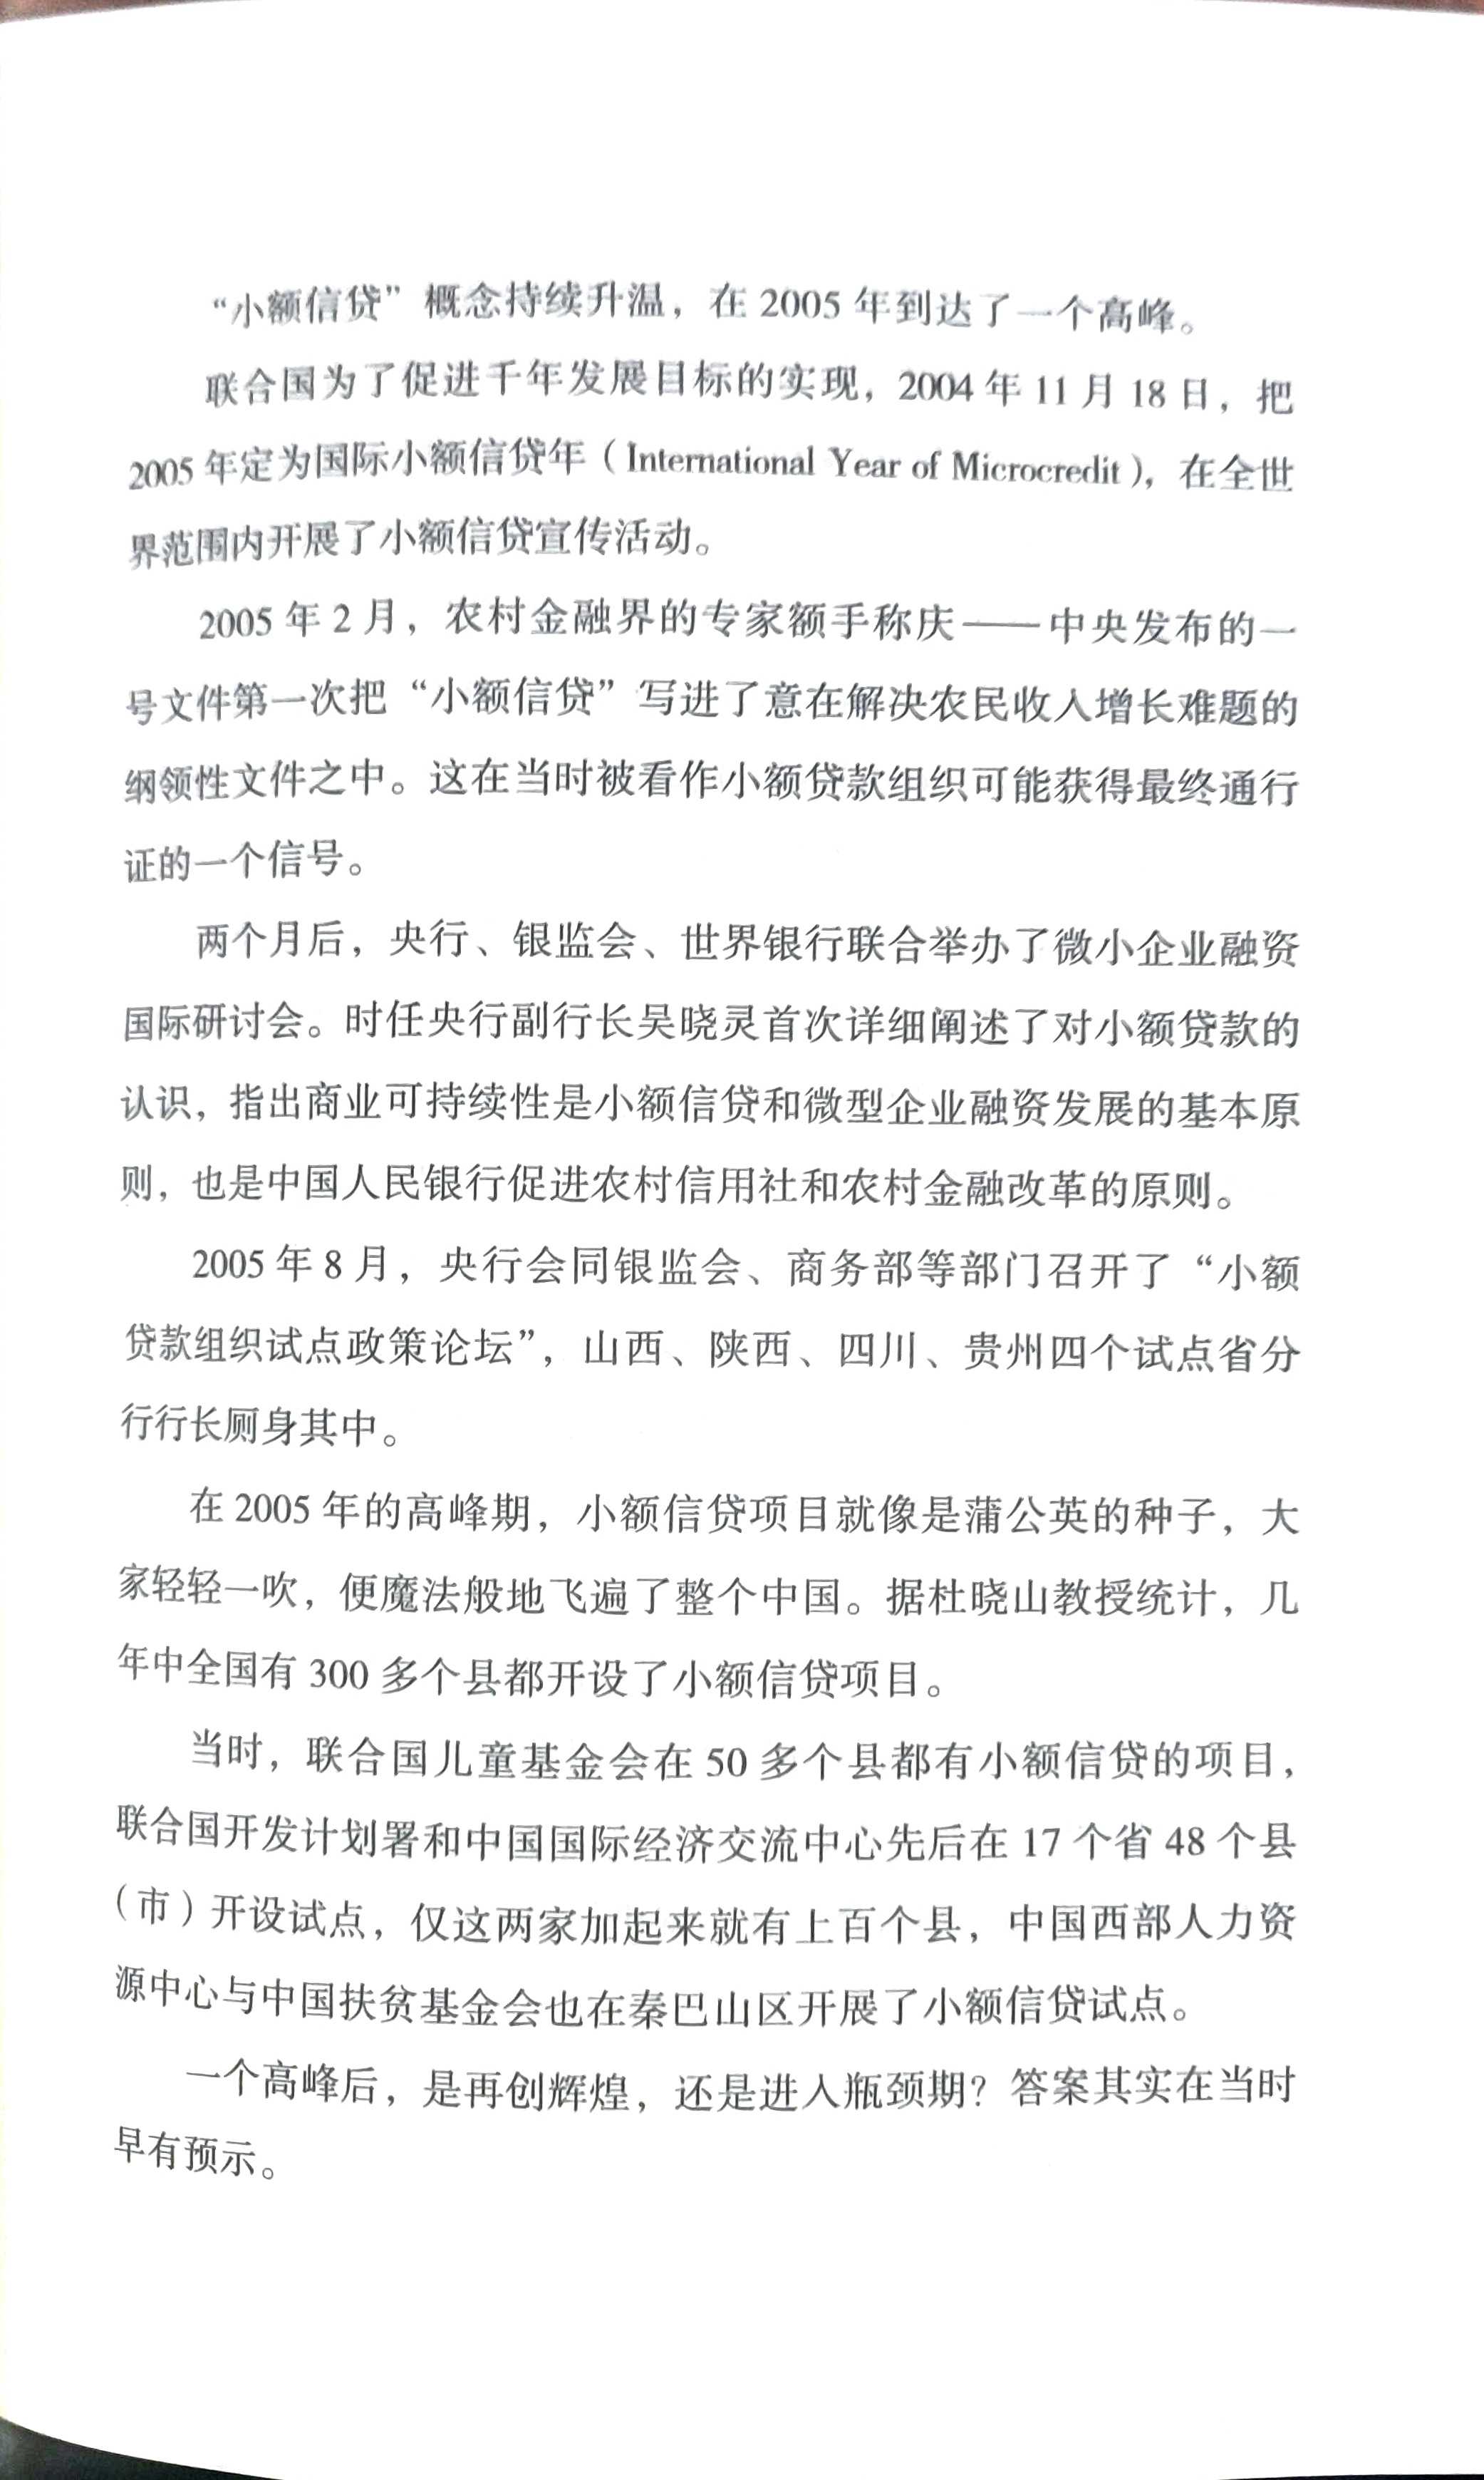 “小额信贷”概念持续升温，在 2005 年到达了一个高峰。
联合国为了促进千年发展目标的实现，2004 年 11 月 18 日，把
2005 年定为国际小额信贷年（International Year of Microcredit），在全世
界范围内开展了小额信贷宣传活动。
2005 年 2 月，农村金融界的专家额手称庆——中央发布的一
号文件第一次把“小额信贷”写进了意在解决农民收入增长难题的
纲领性文件之中。这在当时被看作小额贷款组织可能获得最终通行
证的一个信号。
两个月后，央行、银监会、世界银行联合举办了微小企业融资
国际研讨会。时任央行副行长吴晓灵首次详细阐述了对小额贷款的
认识，指出商业可持续性是小额信贷和微型企业融资发展的基本原
则，也是中国人民银行促进农村信用社和农村金融改革的原则。
2005 年 8 月，央行会同银监会、商务部等部门召开了“小额
贷款组织试点政策论坛”，山西、陕西、四川、贵州四个试点省分
行行长厕身其中。
在 2005 年的高峰期，小额信贷项目就像是蒲公英的种子，大
家轻轻一吹，便魔法般地飞遍了整个中国。据杜晓山教授统计，几
年中全国有 300 多个县都开设了小额信贷项目。
当时，联合国儿童基金会在 50 多个县都有小额信贷的项目，
联合国开发计划署和中国国际经济交流中心先后在 17 个省 48 个县
（市）开设试点，仅这两家加起来就有上百个县，中国西部人力资
源中心与中国扶贫基金会也在秦巴山区开展了小额信贷试点。
一个高峰后，是再创辉煌，还是进入瓶颈期？答案其实在当时
早有预示。